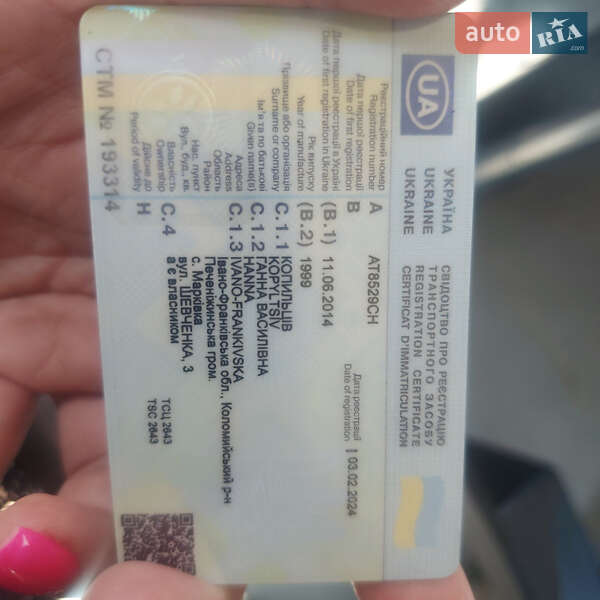 auto RIA .com
UA
УКРАЇНА
UKRAINE
UKRAINE
СВІДОЦТВО ПРО РЕЄСТРАЦІЮ
ТРАНСПОРТНОГО ЗАСОБУ
REGISTRATION CERTIFICATE
CERTIFICAT D'IMMATRICULATION
Реєстраційний номер
Registration number A AT8529CH
Дата першої реєстрації
Date of first registration B
Дата першої реєстрації в Україні
Date of first registration in Ukraine (B.1) 11.06.2014
Дата реєстрації
Date of registration 03.02.2024
Рік випуску
Year of manufacture (B.2) 1999
Прізвище або організація
Surname or company C.1.1 КОПИЛЬЦІВ
KOPYLTSIV
Ім'я та по батькові
Given name(s) C.1.2 ГАННА ВАСИЛІВНА
HANNA
Адреса
Address C.1.3 IVANO-FRANKIVSKA
Область
Івано-Франківська обл., Коломийський р-н
Район
Печеніжинська гром.
Нас. пункт
с. Марківка
Вул., буд., кв.
вул. ШЕВЧЕНКА, 3
Власність
Ownership C.4 а є власником
Дійсне до
Period of validity H
ТСЦ 2643
TSC 2643
СТМ № 193314